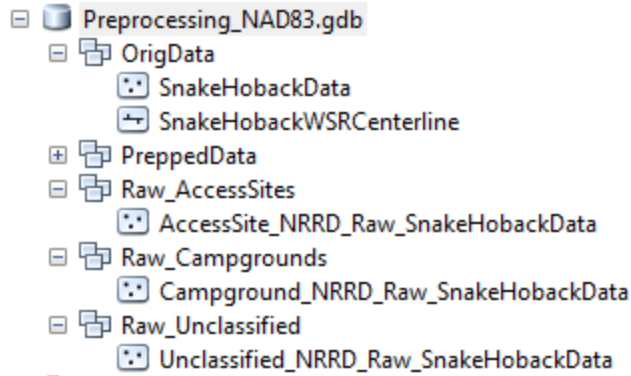 Preprocessing_NAD83.gdb
OrigData
SnakeHobackData
SnakeHobackWSRCenterline
PreppedData
Raw_AccessSites
AccessSite_NRRD_Raw_SnakeHobackData
Raw_Campgrounds
Campground_NRRD_Raw_SnakeHobackData
Raw_Unclassified
Unclassified_NRRD_Raw_SnakeHobackData